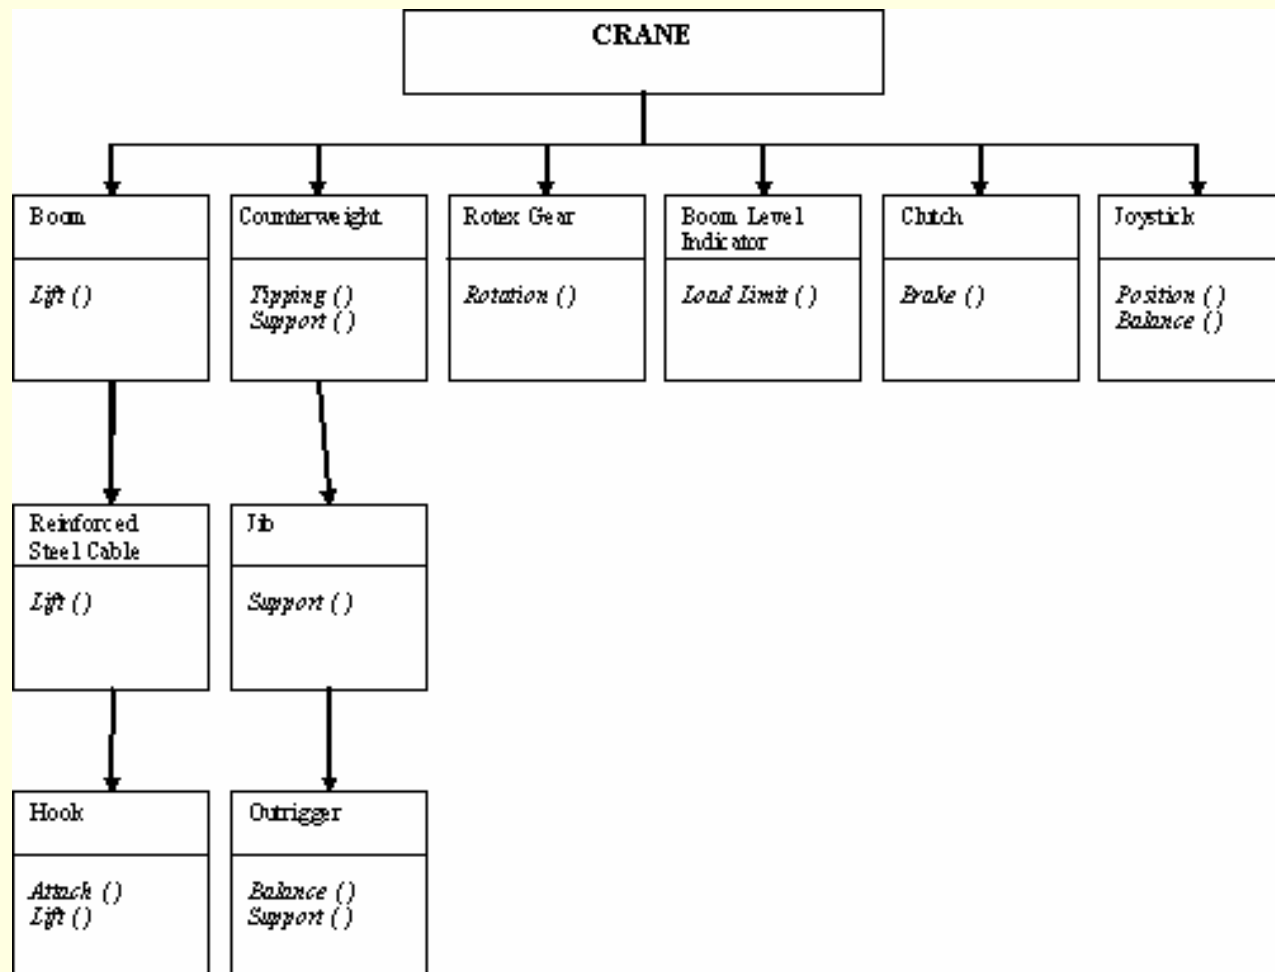 CRANE
Boom
Lift ()
Counterweight
Tipping ()
Support ()
Rotex Gear
Rotation ()
Boom Level
Indicator
Load Limit ()
Clutch
Brake ()
Joystick
Position ()
Balance ()
Reinforced
Steel Cable
Lift ()
Jib
Support ()
Hook
Attach ()
Lift ()
Outrigger
Balance ()
Support ()